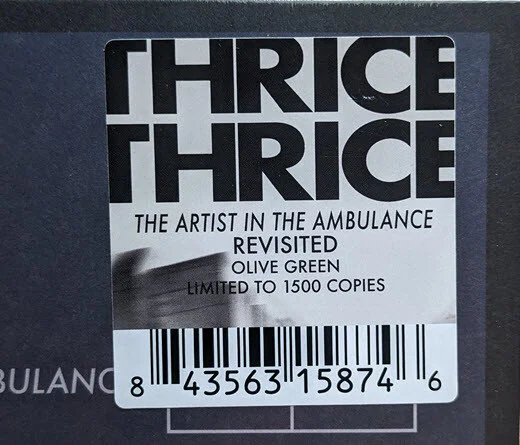 THRICE
THRICE
THE ARTIST IN THE AMBULANCE
REVISITED
OLIVE GREEN
LIMITED TO 1500 COPIES
8 43563 15874 6
BULANC